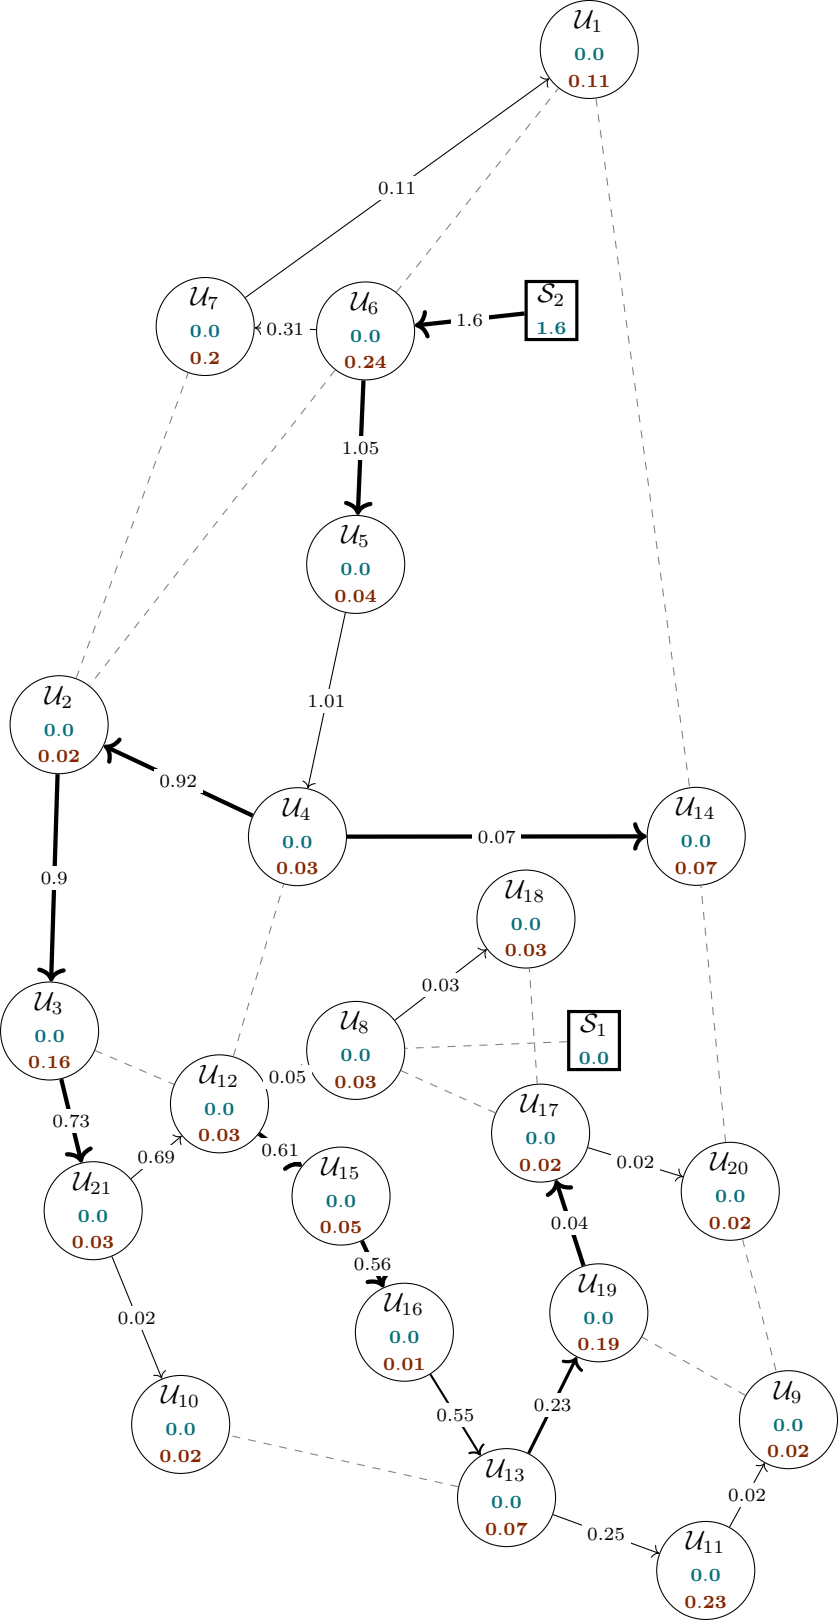 𝒰₁
0.0
0.11
0.11
𝒰₇
0.0
0.2
0.31
𝒰₆
0.0
0.24
1.6
𝒮₂
1.6
1.05
𝒰₅
0.0
0.04
1.01
𝒰₂
0.0
0.02
0.92
𝒰₄
0.0
0.03
0.07
𝒰₁₄
0.0
0.07
0.9
𝒰₁₈
0.0
0.03
0.03
𝒰₃
0.0
0.16
𝒰₈
0.0
0.03
𝒮₁
0.0
0.05
𝒰₁₂
0.0
0.03
0.73
0.69
0.61
𝒰₁₇
0.0
0.02
0.02
𝒰₂₀
0.0
0.02
𝒰₂₁
0.0
0.03
𝒰₁₅
0.0
0.05
0.04
0.56
0.02
𝒰₁₆
0.0
0.01
𝒰₁₉
0.0
0.19
𝒰₁₀
0.0
0.02
0.55
0.23
𝒰₉
0.0
0.02
𝒰₁₃
0.0
0.07
0.02
0.25
𝒰₁₁
0.0
0.23